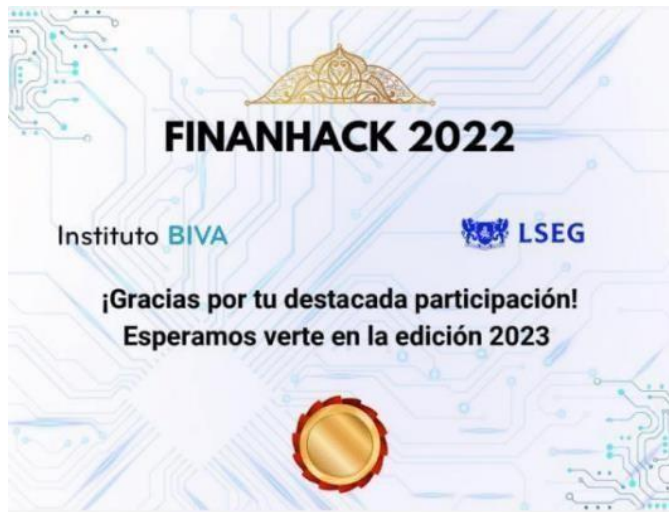 FINANHACK 2022
Instituto BIVA
LSEG
¡Gracias por tu destacada participación!
Esperamos verte en la edición 2023